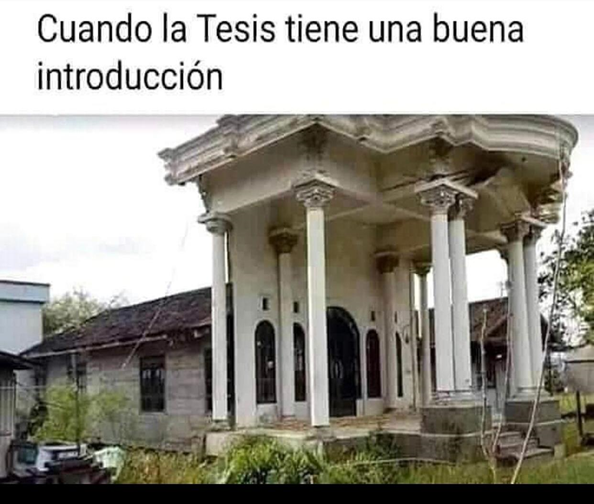 Cuando la Tesis tiene una buena
introducción